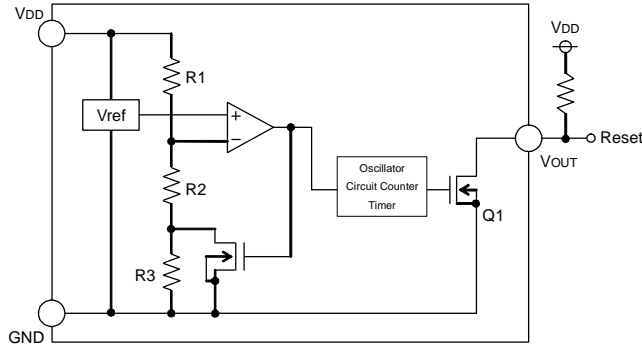 VDD
VDD
R1
Vref
+
−
Reset
VOUT
Oscillator
Circuit Counter
Timer
R2
Q1
R3
GND